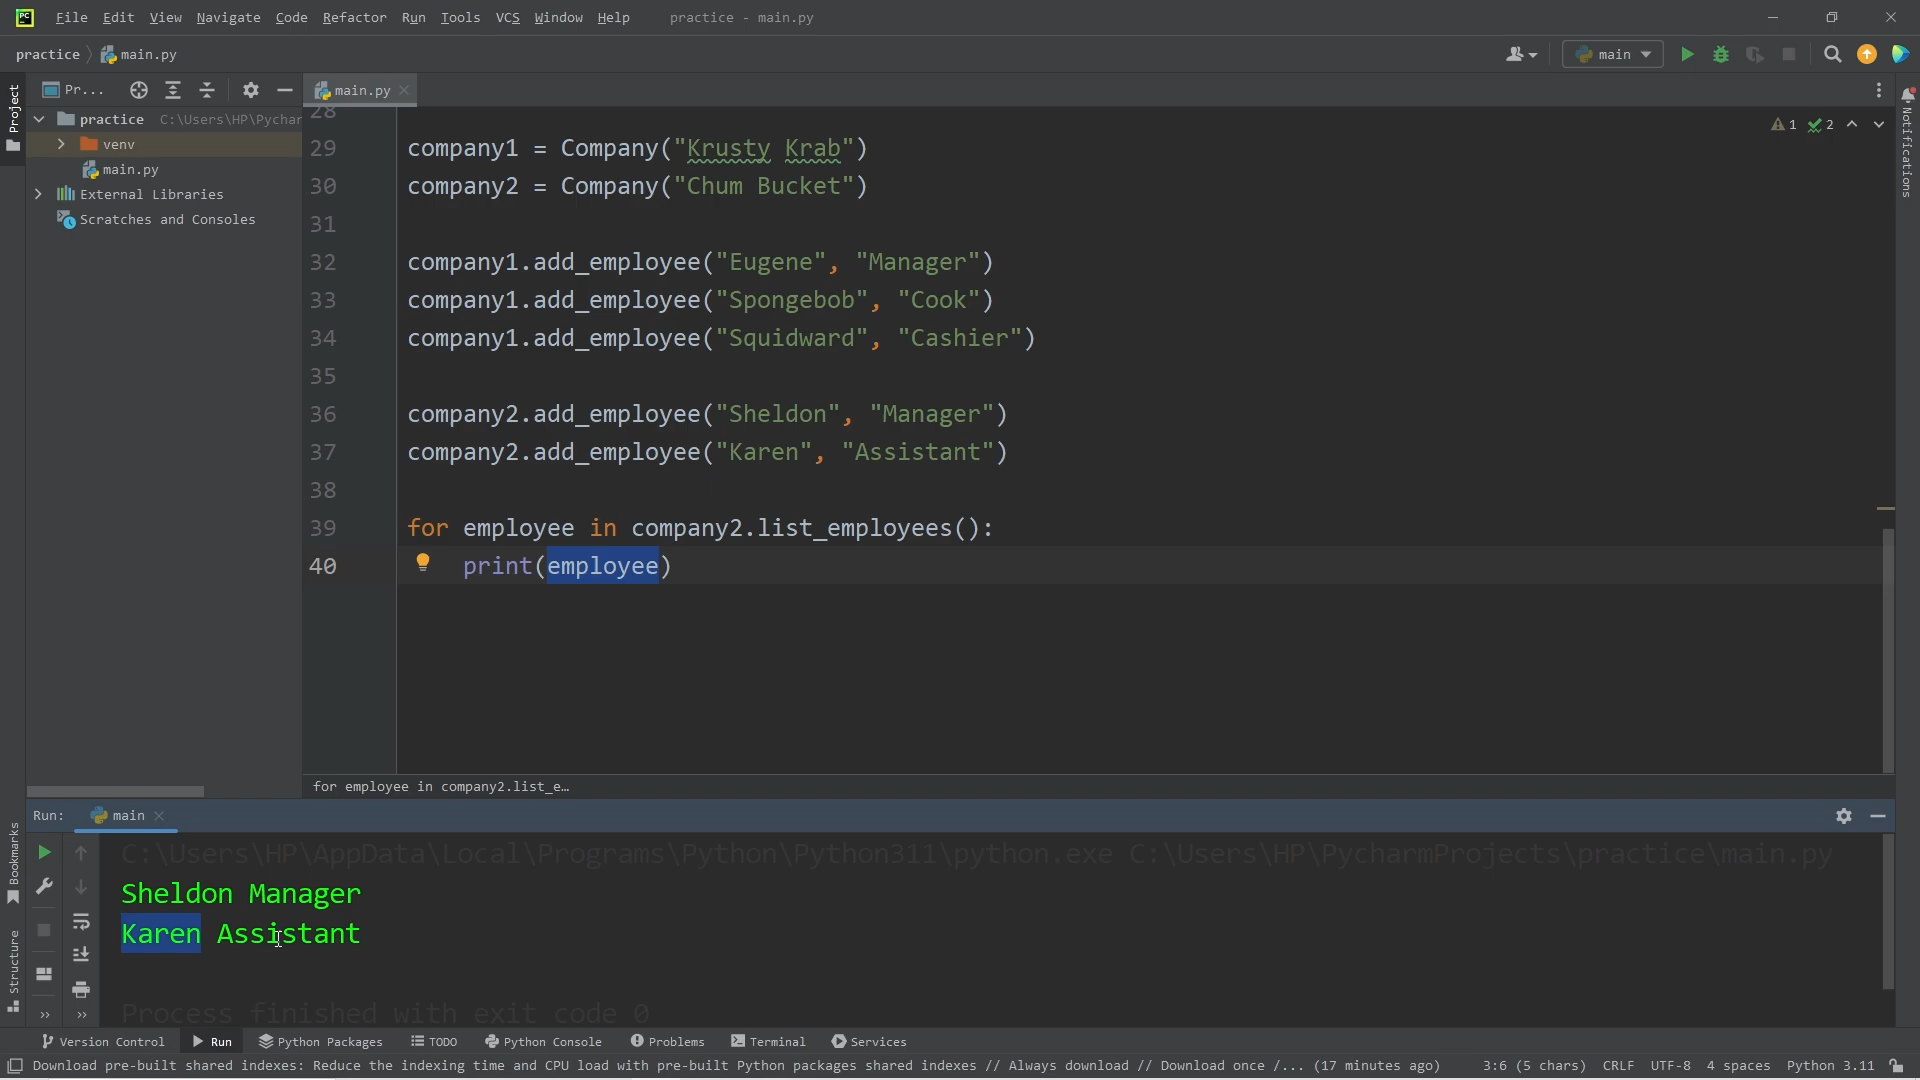 File Edit View Navigate Code Refactor Run Tools VCS Window Help practice - main.py
practice main.py main
Project Pr... main.py
practice C:\Users\HP\Pychar
venv
main.py
External Libraries
Scratches and Consoles
Notifications
1 2
28
29 company1 = Company("Krusty Krab")
30 company2 = Company("Chum Bucket")
31
32 company1.add_employee("Eugene", "Manager")
33 company1.add_employee("Spongebob", "Cook")
34 company1.add_employee("Squidward", "Cashier")
35
36 company2.add_employee("Sheldon", "Manager")
37 company2.add_employee("Karen", "Assistant")
38
39 for employee in company2.list_employees():
40 print(employee)
for employee in company2.list_e...
Run: main
Bookmarks
Structure
C:\Users\HP\AppData\Local\Programs\Python\Python311\python.exe C:\Users\HP\PycharmProjects\practice\main.py
Sheldon Manager
Karen Assistant
Process finished with exit code 0
Version Control Run Python Packages TODO Python Console Problems Terminal Services
Download pre-built shared indexes: Reduce the indexing time and CPU load with pre-built Python packages shared indexes // Always download // Download once /... (17 minutes ago) 3:6 (5 chars) CRLF UTF-8 4 spaces Python 3.11